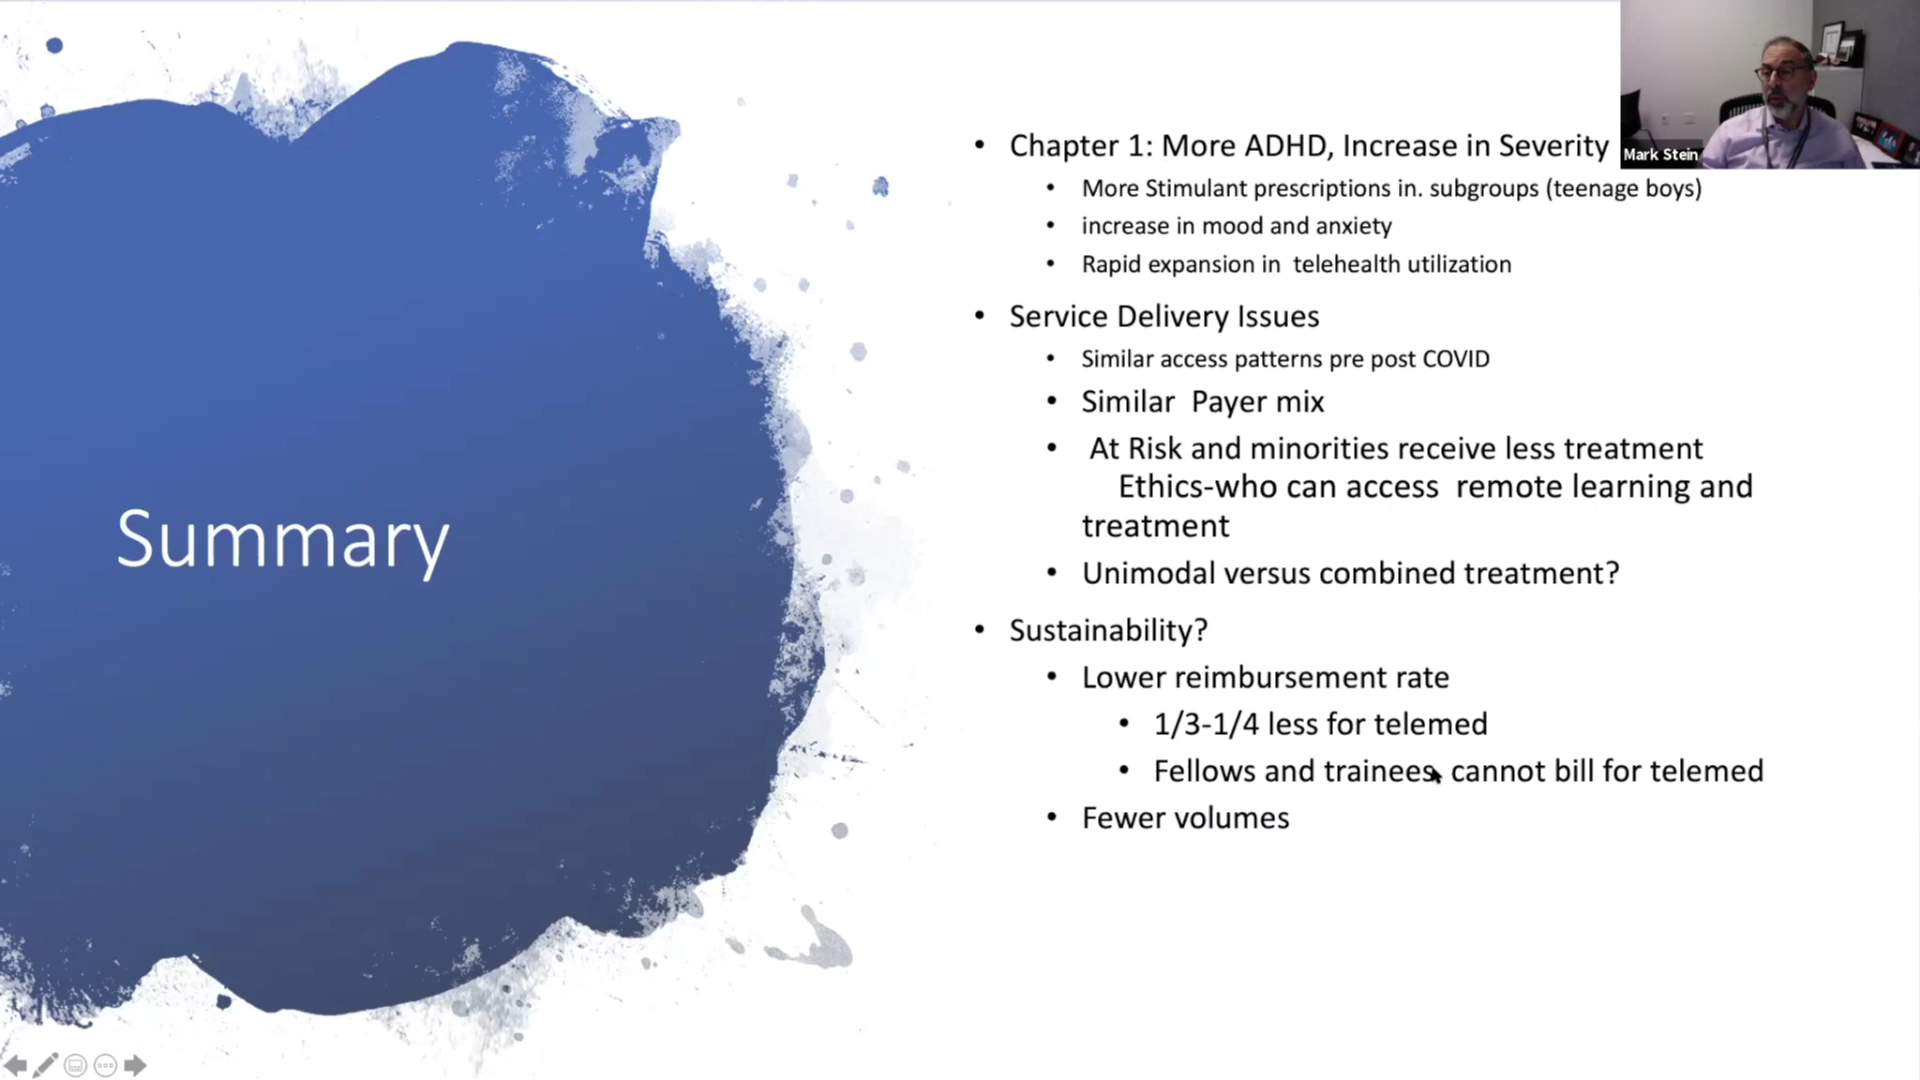 Summary
• Chapter 1: More ADHD, Increase in Severity
• More Stimulant prescriptions in. subgroups (teenage boys)
• increase in mood and anxiety
• Rapid expansion in  telehealth utilization
• Service Delivery Issues
• Similar access patterns pre post COVID
• Similar  Payer mix
• At Risk and minorities receive less treatment
Ethics-who can access  remote learning and
treatment
• Unimodal versus combined treatment?
• Sustainability?
• Lower reimbursement rate
• 1/3-1/4 less for telemed
• Fellows and trainees, cannot bill for telemed
• Fewer volumes
Mark Stein